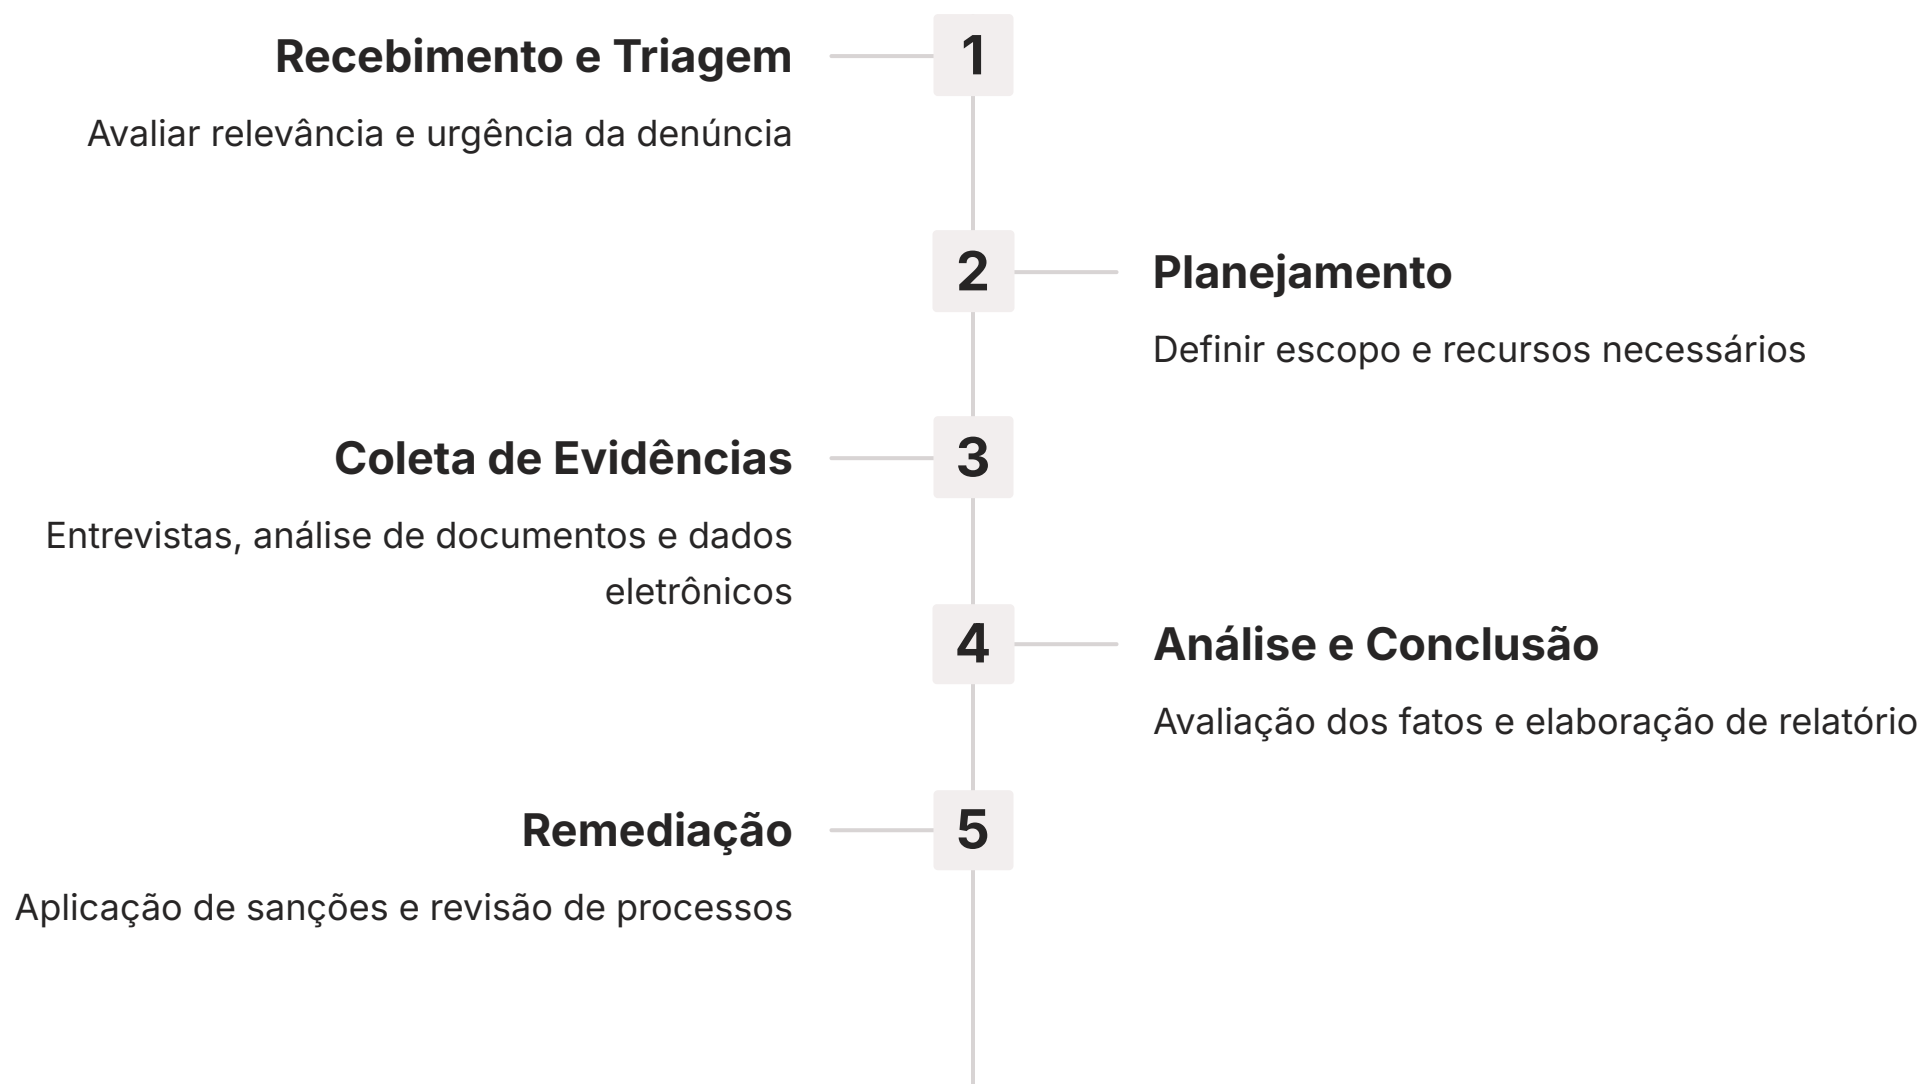 Recebimento e Triagem
1
Avaliar relevância e urgência da denúncia
2
Planejamento
Definir escopo e recursos necessários
Coleta de Evidências
3
Entrevistas, análise de documentos e dados
eletrônicos
4
Análise e Conclusão
Avaliação dos fatos e elaboração de relatório
Remediação
5
Aplicação de sanções e revisão de processos